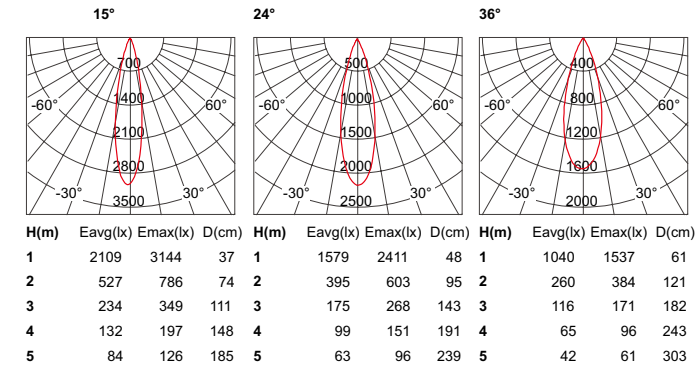 15° 24° 36°
700 500 400
1400 1000 800
-60° 60° -60° 60° -60° 60°
2100 1500 1200
2800 2000 1600
-30° 30° -30° 30° -30° 30°
3500 2500 2000
H(m) Eavg(lx) Emax(lx) D(cm) H(m) Eavg(lx) Emax(lx) D(cm) H(m) Eavg(lx) Emax(lx) D(cm)
1 2109 3144 37 1 1579 2411 48 1 1040 1537 61
2 527 786 74 2 395 603 95 2 260 384 121
3 234 349 111 3 175 268 143 3 116 171 182
4 132 197 148 4 99 151 191 4 65 96 243
5 84 126 185 5 63 96 239 5 42 61 303